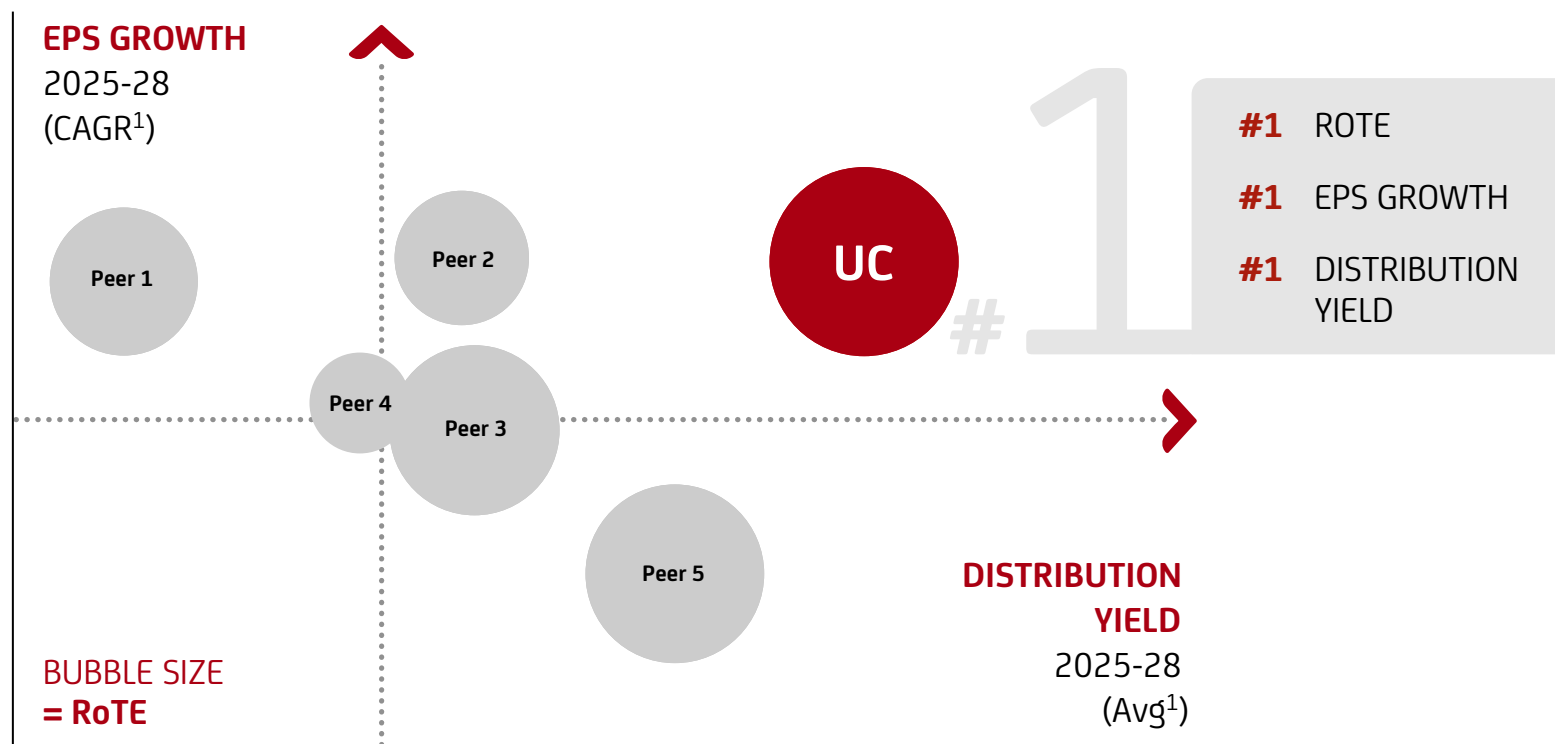 EPS GROWTH
2025-28
(CAGR¹)
#1 ROTE
#1 EPS GROWTH
#1 DISTRIBUTION
YIELD
#1
UC
Peer 1
Peer 2
Peer 4
Peer 3
Peer 5
DISTRIBUTION
YIELD
2025-28
(Avg¹)
BUBBLE SIZE
= RoTE